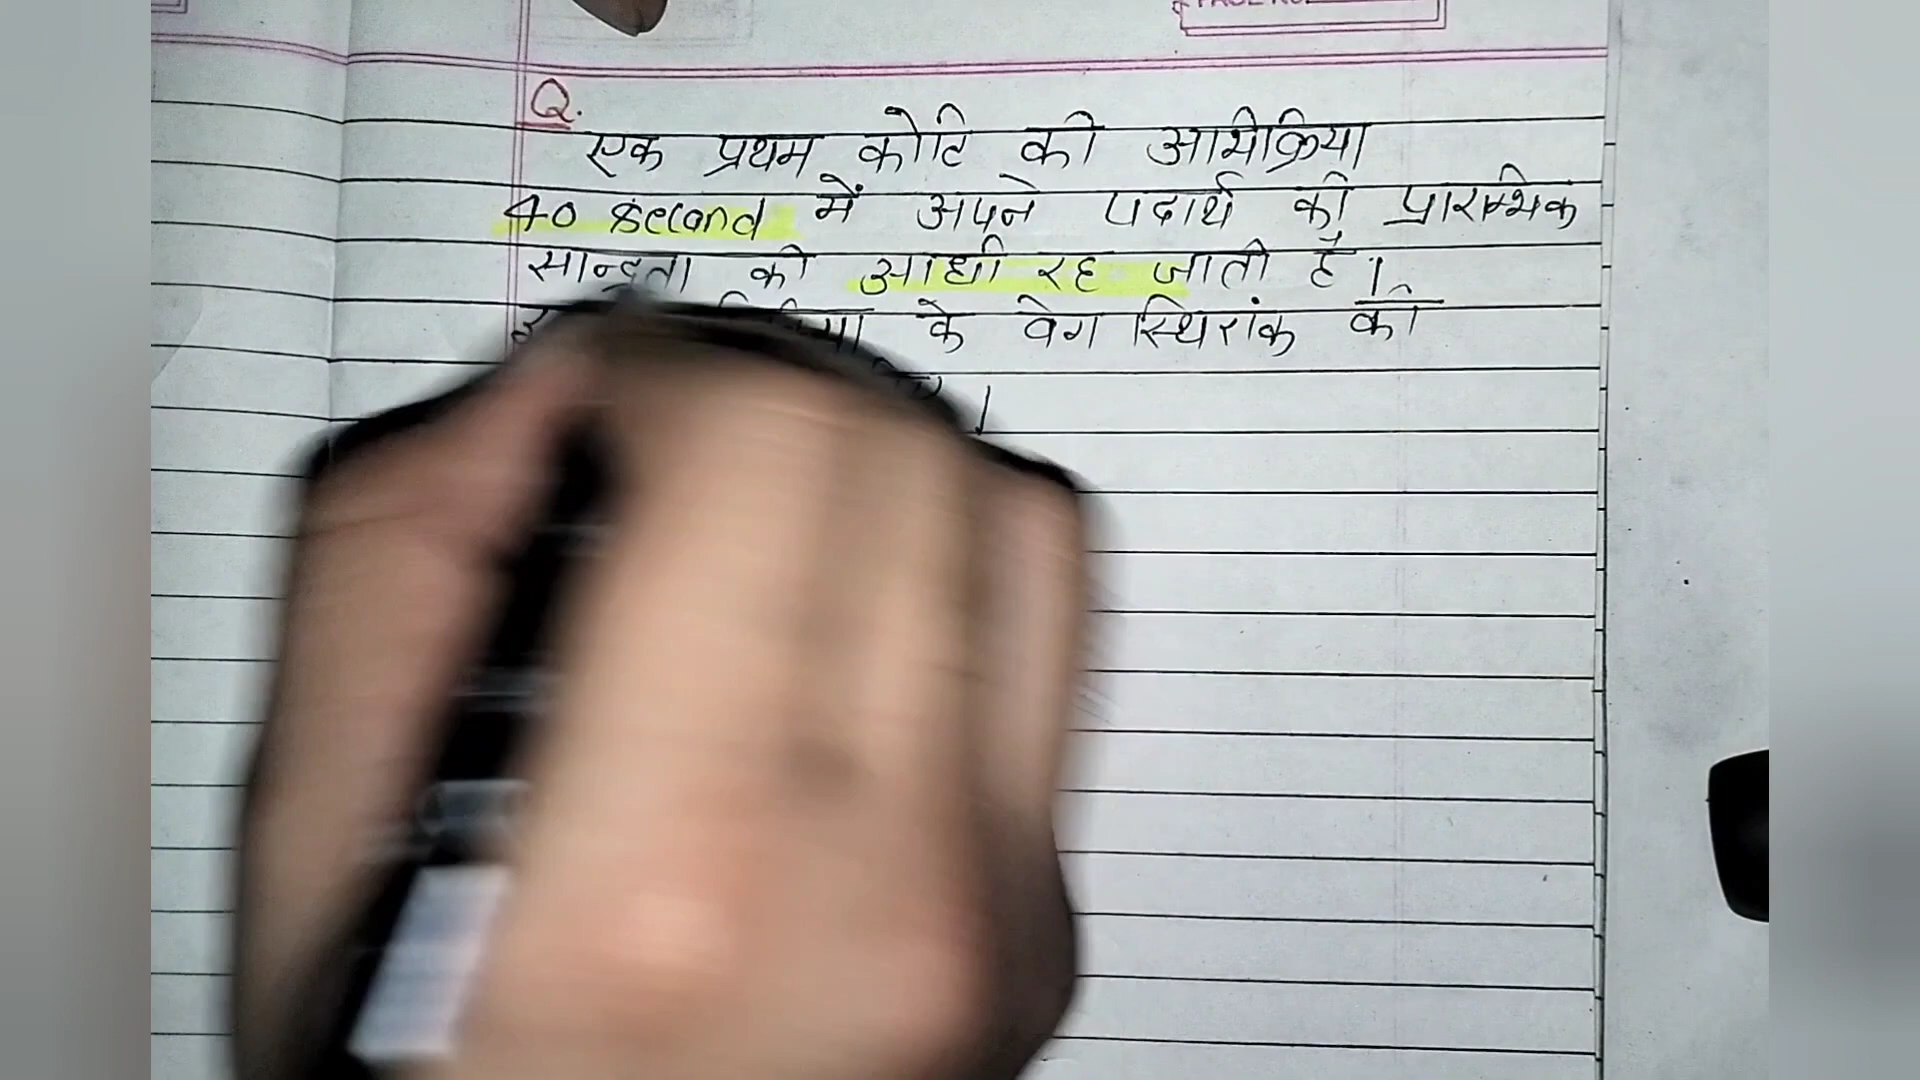 Q.
एक प्रथम कोटि की अभिक्रिया
40 second में अपने पदार्थ की प्रारम्भिक
सान्द्रता की आधी रह जाती है।
के वेग स्थिरांक की
।